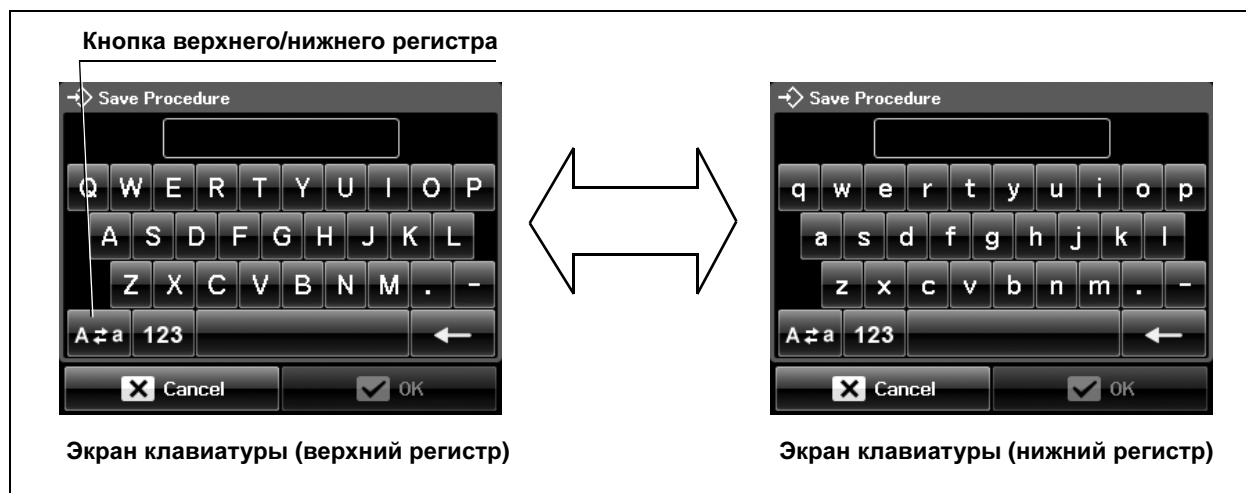 Кнопка верхнего/нижнего регистра
Save Procedure
Q W E R T Y U I O P
A S D F G H J K L
Z X C V B N M . -
A⇄a 123 ←
Cancel OK
Экран клавиатуры (верхний регистр)
Save Procedure
q w e r t y u i o p
a s d f g h j k l
z x c v b n m . -
A⇄a 123 ←
Cancel OK
Экран клавиатуры (нижний регистр)